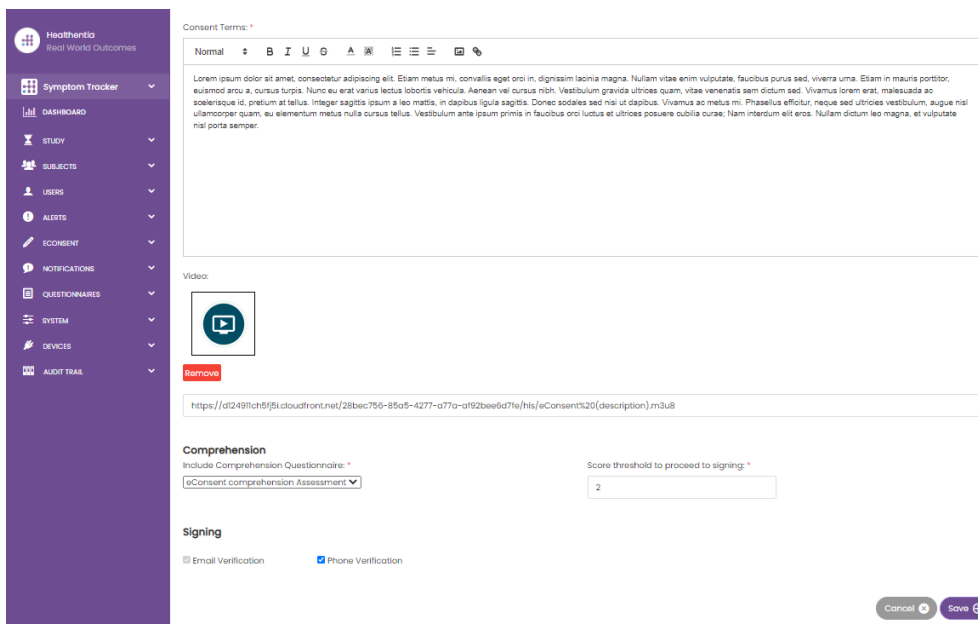 Healthentia
Real World Outcomes
Symptom Tracker
DASHBOARD
STUDY
SUBJECTS
USERS
ALERTS
ECONSENT
NOTIFICATIONS
QUESTIONNAIRES
SYSTEM
DEVICES
AUDIT TRAIL
Consent Terms: *
Normal B I U S A A
Lorem ipsum dolor sit amet, consectetur adipiscing elit. Etiam metus mi, convallis eget orci in, dignissim lacinia magna. Nullam vitae enim vulputate, faucibus purus sed, viverra urna. Etiam in mauris porttitor,
euismod arcu a, cursus turpis. Nunc eu erat varius lectus lobortis vehicula. Aenean vel cursus nibh. Vestibulum gravida ultrices quam, vitae venenatis sem dictum sed. Vivamus lorem erat, malesuada ac
scelerisque id, pretium at tellus. Integer sagittis ipsum a leo mattis, in dapibus ligula sagittis. Donec sodales sed nisi ut dapibus. Vivamus ac metus mi. Phasellus efficitur, neque sed ultricies vestibulum, augue nisl
ullamcorper quam, eu elementum metus nulla cursus tellus. Vestibulum ante ipsum primis in faucibus orci luctus et ultrices posuere cubilia curae; Nam interdum elit eros. Nullam dictum leo magna, et vulputate
nisl porta semper.
Video:
Remove
https://d124911ch5fj5i.cloudfront.net/28bec756-85a5-4277-a77a-af92bee6d7fe/hls/eConsent%20(description).m3u8
Comprehension
Include Comprehension Questionnaire: *
eConsent comprehension Assessment
Score threshold to proceed to signing: *
2
Signing
Email Verification
Phone Verification
Cancel
Save